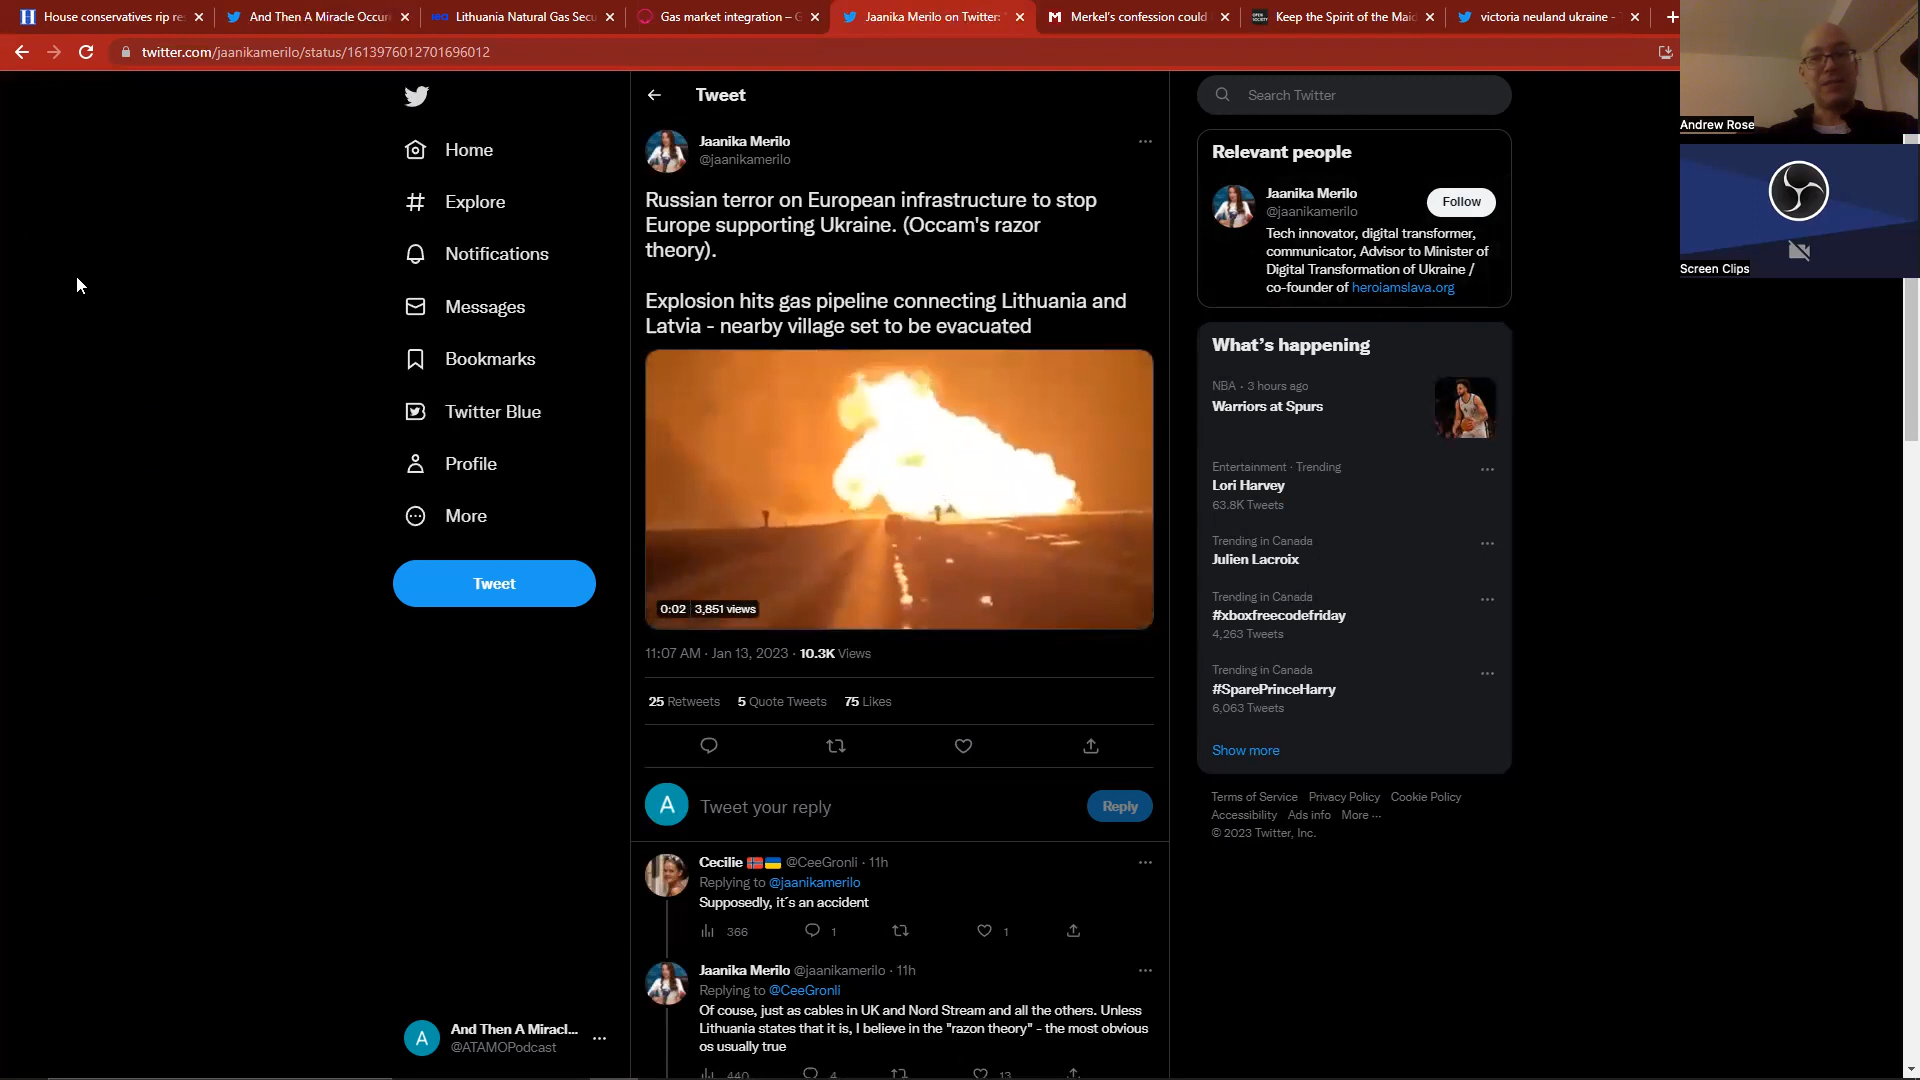 House conservatives rip re
And Then A Miracle Occur
Lithuania Natural Gas Secu
Gas market integration – G
Jaanika Merilo on Twitter:
Merkel's confession could
Keep the Spirit of the Maid
victoria neuland ukraine -
twitter.com/jaanikamerilo/status/1613976012701696012
Home
Explore
Notifications
Messages
Bookmarks
Twitter Blue
Profile
More
Tweet
A
And Then A Miracl...
@ATAMOPodcast
Tweet
Jaanika Merilo
@jaanikamerilo
Russian terror on European infrastructure to stop
Europe supporting Ukraine. (Occam's razor
theory).
Explosion hits gas pipeline connecting Lithuania and
Latvia - nearby village set to be evacuated
0:02 3,851 views
11:07 AM · Jan 13, 2023 · 10.3K Views
25 Retweets 5 Quote Tweets 75 Likes
A
Tweet your reply
Reply
Cecilie @CeeGronli · 11h
Replying to @jaanikamerilo
Supposedly, it´s an accident
366 1 1
Jaanika Merilo @jaanikamerilo · 11h
Replying to @CeeGronli
Of couse, just as cables in UK and Nord Stream and all the others. Unless
Lithuania states that it is, I believe in the "razon theory" - the most obvious
os usually true
440 4 13
Search Twitter
Relevant people
Jaanika Merilo
@jaanikamerilo
Follow
Tech innovator, digital transformer,
communicator, Advisor to Minister of
Digital Transformation of Ukraine /
co-founder of heroiamslava.org
What's happening
NBA · 3 hours ago
Warriors at Spurs
Entertainment · Trending
Lori Harvey
63.8K Tweets
Trending in Canada
Julien Lacroix
Trending in Canada
#xboxfreecodefriday
4,263 Tweets
Trending in Canada
#SparePrinceHarry
6,063 Tweets
Show more
Terms of Service Privacy Policy Cookie Policy
Accessibility Ads info More ···
© 2023 Twitter, Inc.
Andrew Rose
Screen Clips